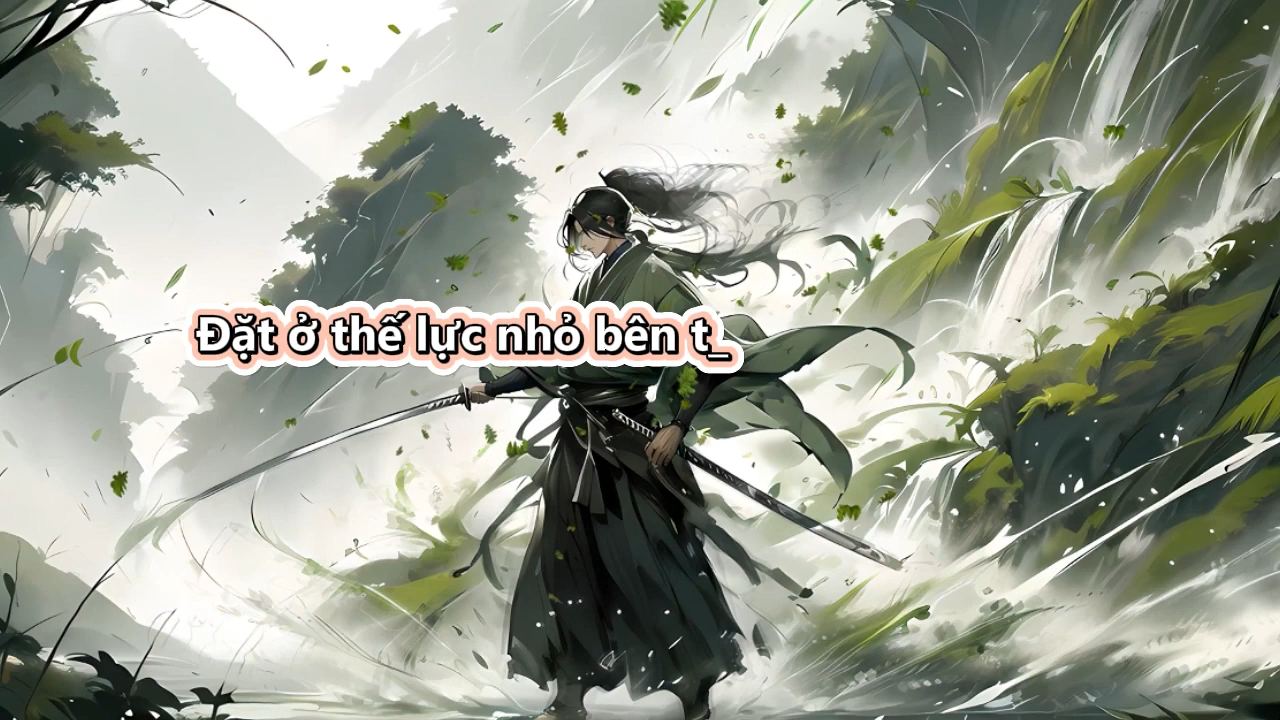 Đặt ở thế lực nhỏ bên t_